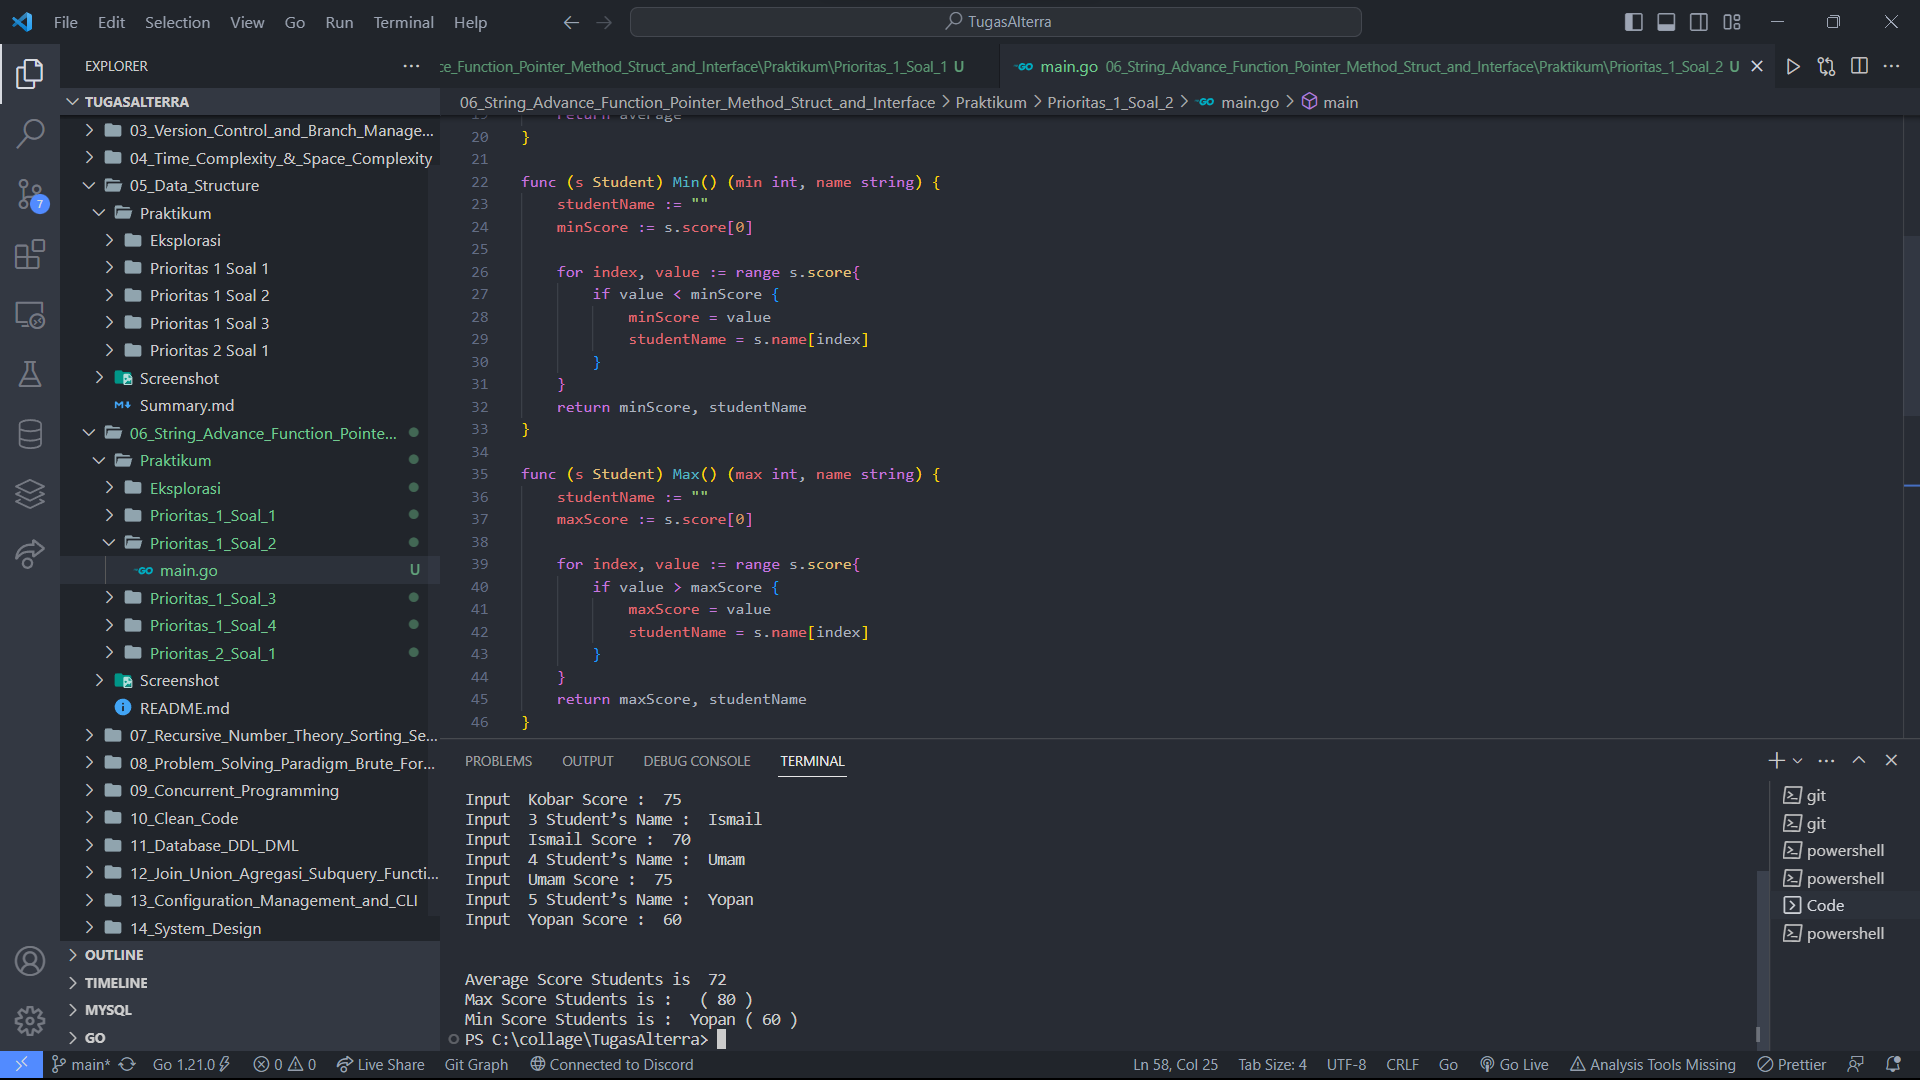 File Edit Selection View Go Run Terminal Help
TugasAlterra
EXPLORER
ce_Function_Pointer_Method_Struct_and_Interface\Praktikum\Prioritas_1_Soal_1 U
main.go 06_String_Advance_Function_Pointer_Method_Struct_and_Interface\Praktikum\Prioritas_1_Soal_2 U
TUGASALTERRA
03_Version_Control_and_Branch_Manage...
04_Time_Complexity_&_Space_Complexity
05_Data_Structure
Praktikum
Eksplorasi
Prioritas 1 Soal 1
Prioritas 1 Soal 2
Prioritas 1 Soal 3
Prioritas 2 Soal 1
Screenshot
Summary.md
06_String_Advance_Function_Pointe...
Praktikum
Eksplorasi
Prioritas_1_Soal_1
Prioritas_1_Soal_2
main.go U
Prioritas_1_Soal_3
Prioritas_1_Soal_4
Prioritas_2_Soal_1
Screenshot
README.md
07_Recursive_Number_Theory_Sorting_Se...
08_Problem_Solving_Paradigm_Brute_For...
09_Concurrent_Programming
10_Clean_Code
11_Database_DDL_DML
12_Join_Union_Agregasi_Subquery_Functi...
13_Configuration_Management_and_CLI
14_System_Design
OUTLINE
TIMELINE
MYSQL
GO
7
06_String_Advance_Function_Pointer_Method_Struct_and_Interface > Praktikum > Prioritas_1_Soal_2 > main.go > main
19 return average
20 }
21
22 func (s Student) Min() (min int, name string) {
23 studentName := ""
24 minScore := s.score[0]
25
26 for index, value := range s.score{
27 if value < minScore {
28 minScore = value
29 studentName = s.name[index]
30 }
31 }
32 return minScore, studentName
33 }
34
35 func (s Student) Max() (max int, name string) {
36 studentName := ""
37 maxScore := s.score[0]
38
39 for index, value := range s.score{
40 if value > maxScore {
41 maxScore = value
42 studentName = s.name[index]
43 }
44 }
45 return maxScore, studentName
46 }
PROBLEMS OUTPUT DEBUG CONSOLE TERMINAL
Input  Kobar Score :  75
Input  3 Student’s Name :  Ismail
Input  Ismail Score :  70
Input  4 Student’s Name :  Umam
Input  Umam Score :  75
Input  5 Student’s Name :  Yopan
Input  Yopan Score :  60
Average Score Students is  72
Max Score Students is :   ( 80 )
Min Score Students is :  Yopan ( 60 )
PS C:\collage\TugasAlterra>
git
git
powershell
powershell
Code
powershell
main* Go 1.21.0 0 0 Live Share Git Graph Connected to Discord Ln 58, Col 25 Tab Size: 4 UTF-8 CRLF Go Go Live Analysis Tools Missing Prettier